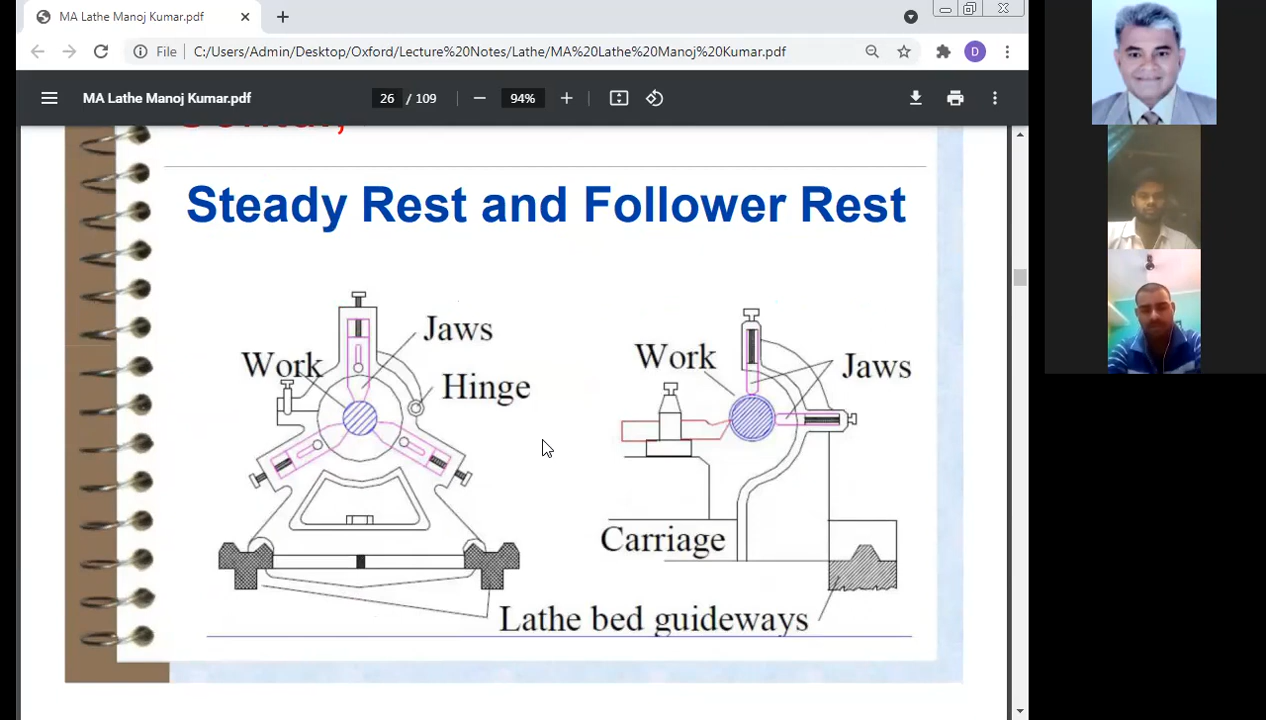 MA Lathe Manoj Kumar.pdf
File C:/Users/Admin/Desktop/Oxford/Lecture%20Notes/Lathe/MA%20Lathe%20Manoj%20Kumar.pdf
D
MA Lathe Manoj Kumar.pdf
26 / 109
94%
Steady Rest and Follower Rest
Jaws
Work
Hinge
Work
Jaws
Carriage
Lathe bed guideways